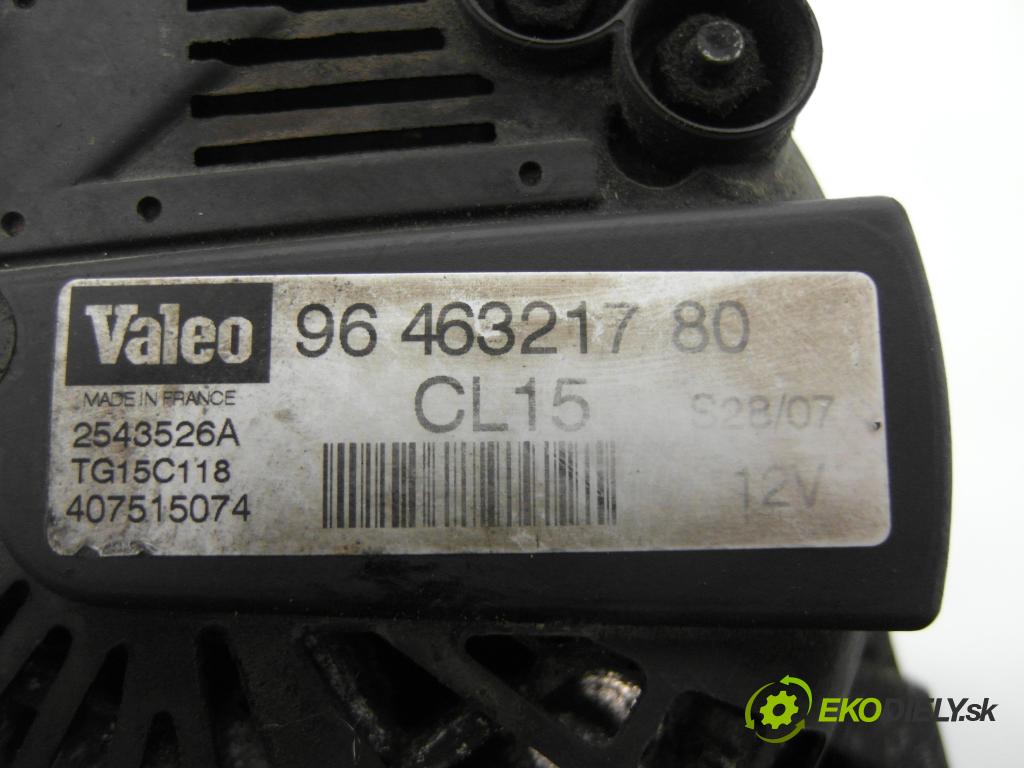 Valeo 96 463217 80
MADE IN FRANCE CL15 S28/07
2543526A
TG15C118 12V
407515074
EKODIELY.sk